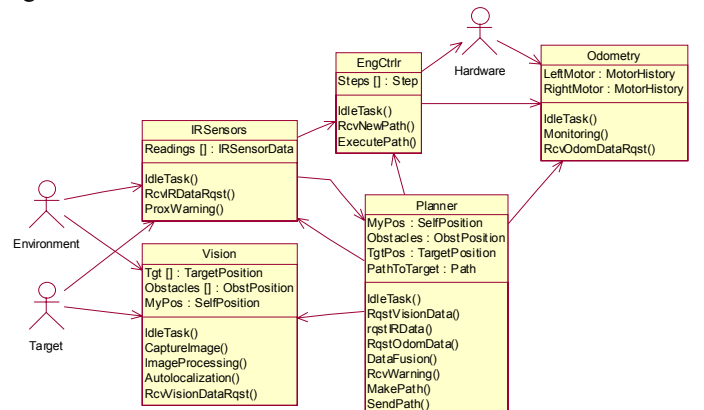 EngCtrlr
Steps [] : Step
IdleTask()
RcvNewPath()
ExecutePath()
Hardware
Odometry
LeftMotor : MotorHistory
RightMotor : MotorHistory
IdleTask()
Monitoring()
RcvOdomDataRqst()
IRSensors
Readings [] : IRSensorData
IdleTask()
RcvIRDataRqst()
ProxWarning()
Environment
Target
Vision
Tgt [] : TargetPosition
Obstacles [] : ObstPosition
MyPos : SelfPosition
IdleTask()
CaptureImage()
ImageProcessing()
Autolocalization()
RcvVisionDataRqst()
Planner
MyPos : SelfPosition
Obstacles : ObstPosition
TgtPos : TargetPosition
PathToTarget : Path
IdleTask()
RqstVisionData()
rqstIRData()
RqstOdomData()
DataFusion()
RcvWarning()
MakePath()
SendPath()